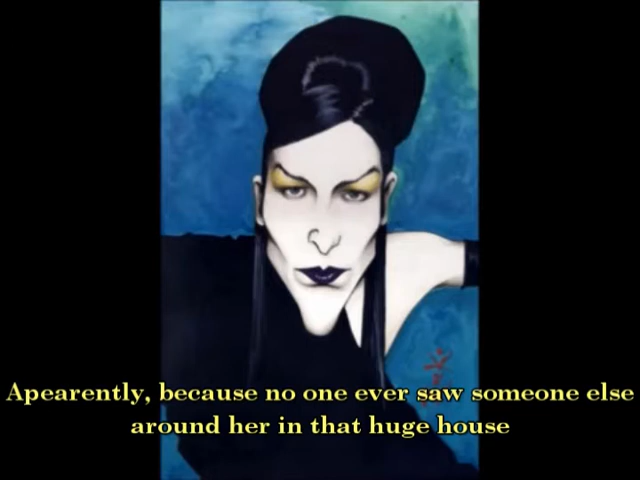 Apearently, because no one ever saw someone else
around her in that huge house